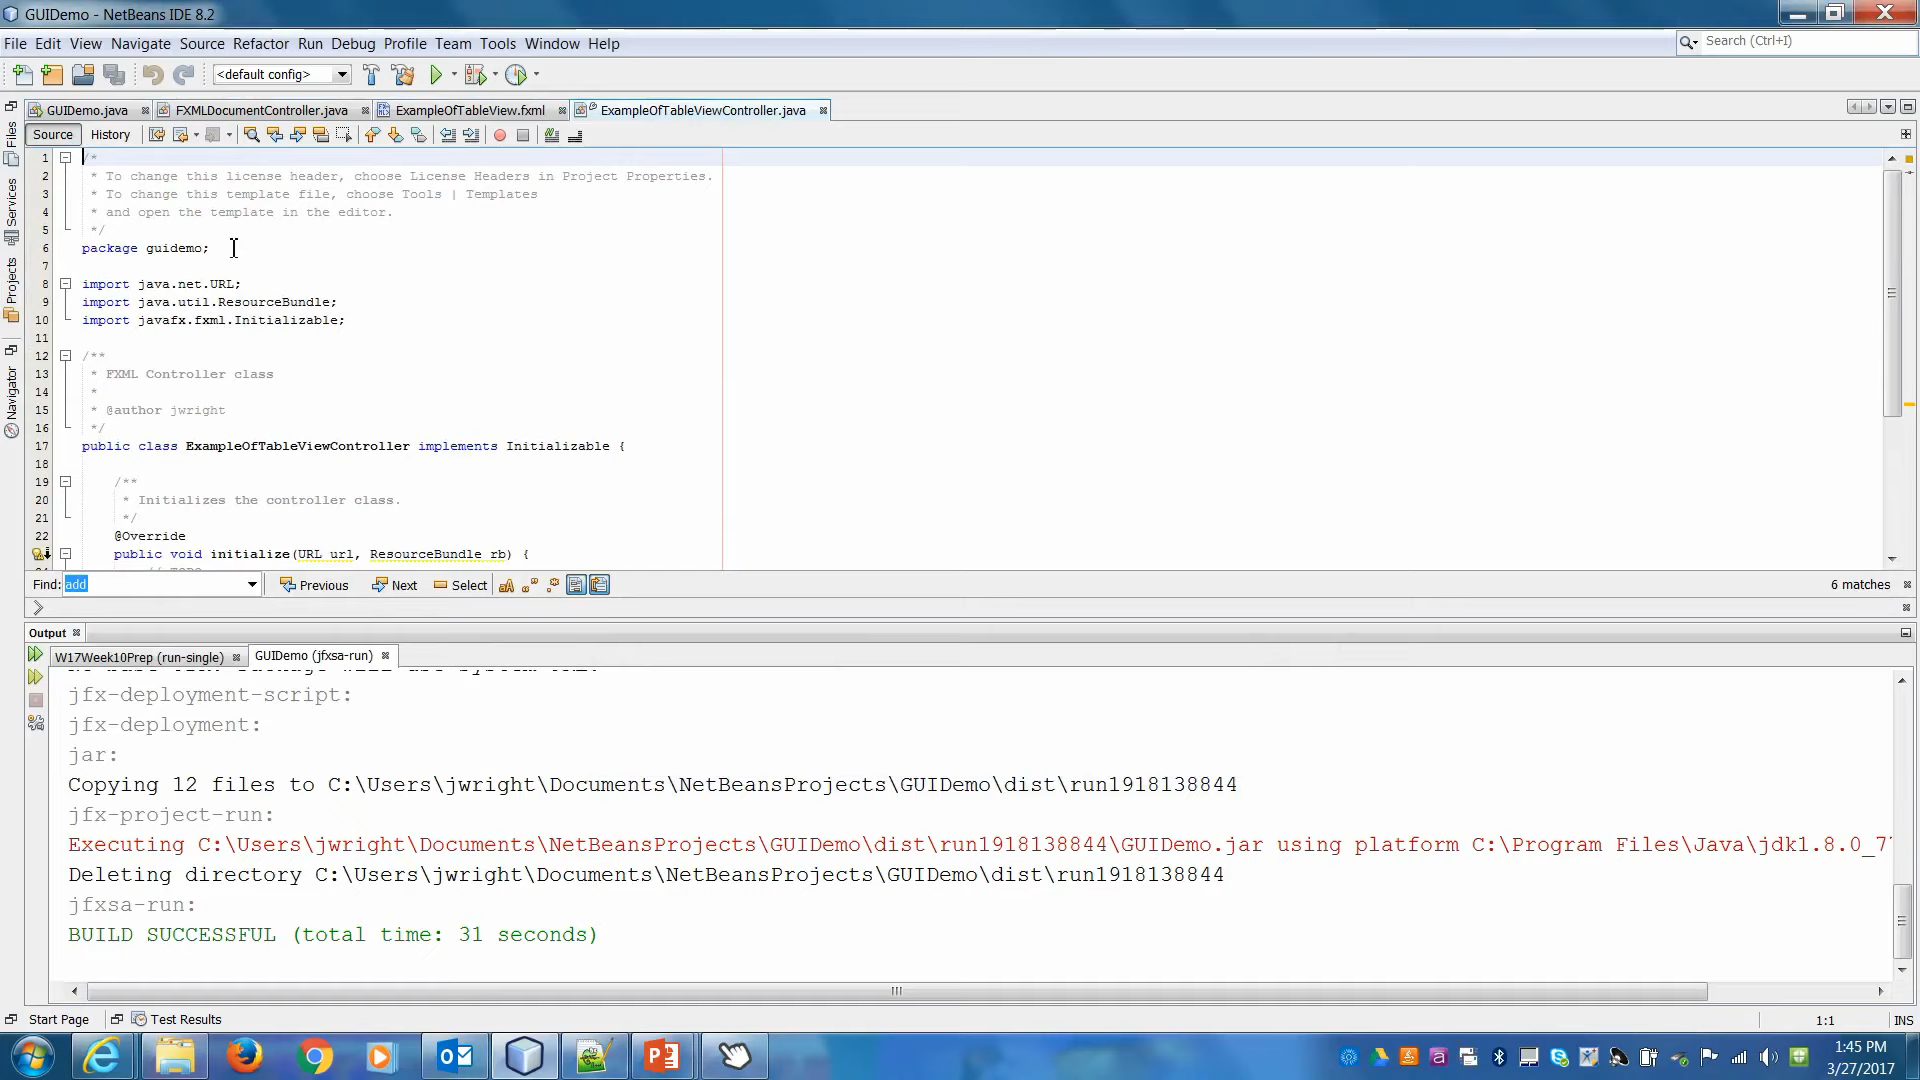 GUIDemo - NetBeans IDE 8.2
File Edit View Navigate Source Refactor Run Debug Profile Team Tools Window Help
Search (Ctrl+I)
<default config>
GUIDemo.java FXMLDocumentController.java ExampleOfTableView.fxml ExampleOfTableViewController.java
Source History
Files
Services
Projects
Navigator
1 /*
2 * To change this license header, choose License Headers in Project Properties.
3 * To change this template file, choose Tools | Templates
4 * and open the template in the editor.
5 */
6 package guidemo;
7
8 import java.net.URL;
9 import java.util.ResourceBundle;
10 import javafx.fxml.Initializable;
11
12 /**
13 * FXML Controller class
14 *
15 * @author jwright
16 */
17 public class ExampleOfTableViewController implements Initializable {
18
19 /**
20 * Initializes the controller class.
21 */
22 @Override
public void initialize(URL url, ResourceBundle rb) {
Find: add Previous Next Select 6 matches
Output
W17Week10Prep (run-single) GUIDemo (jfxsa-run)
jfx-deployment-script:
jfx-deployment:
jar:
Copying 12 files to C:\Users\jwright\Documents\NetBeansProjects\GUIDemo\dist\run1918138844
jfx-project-run:
Executing C:\Users\jwright\Documents\NetBeansProjects\GUIDemo\dist\run1918138844\GUIDemo.jar using platform C:\Program Files\Java\jdk1.8.0_7
Deleting directory C:\Users\jwright\Documents\NetBeansProjects\GUIDemo\dist\run1918138844
jfxsa-run:
BUILD SUCCESSFUL (total time: 31 seconds)
Start Page Test Results 1:1 INS
1:45 PM
3/27/2017